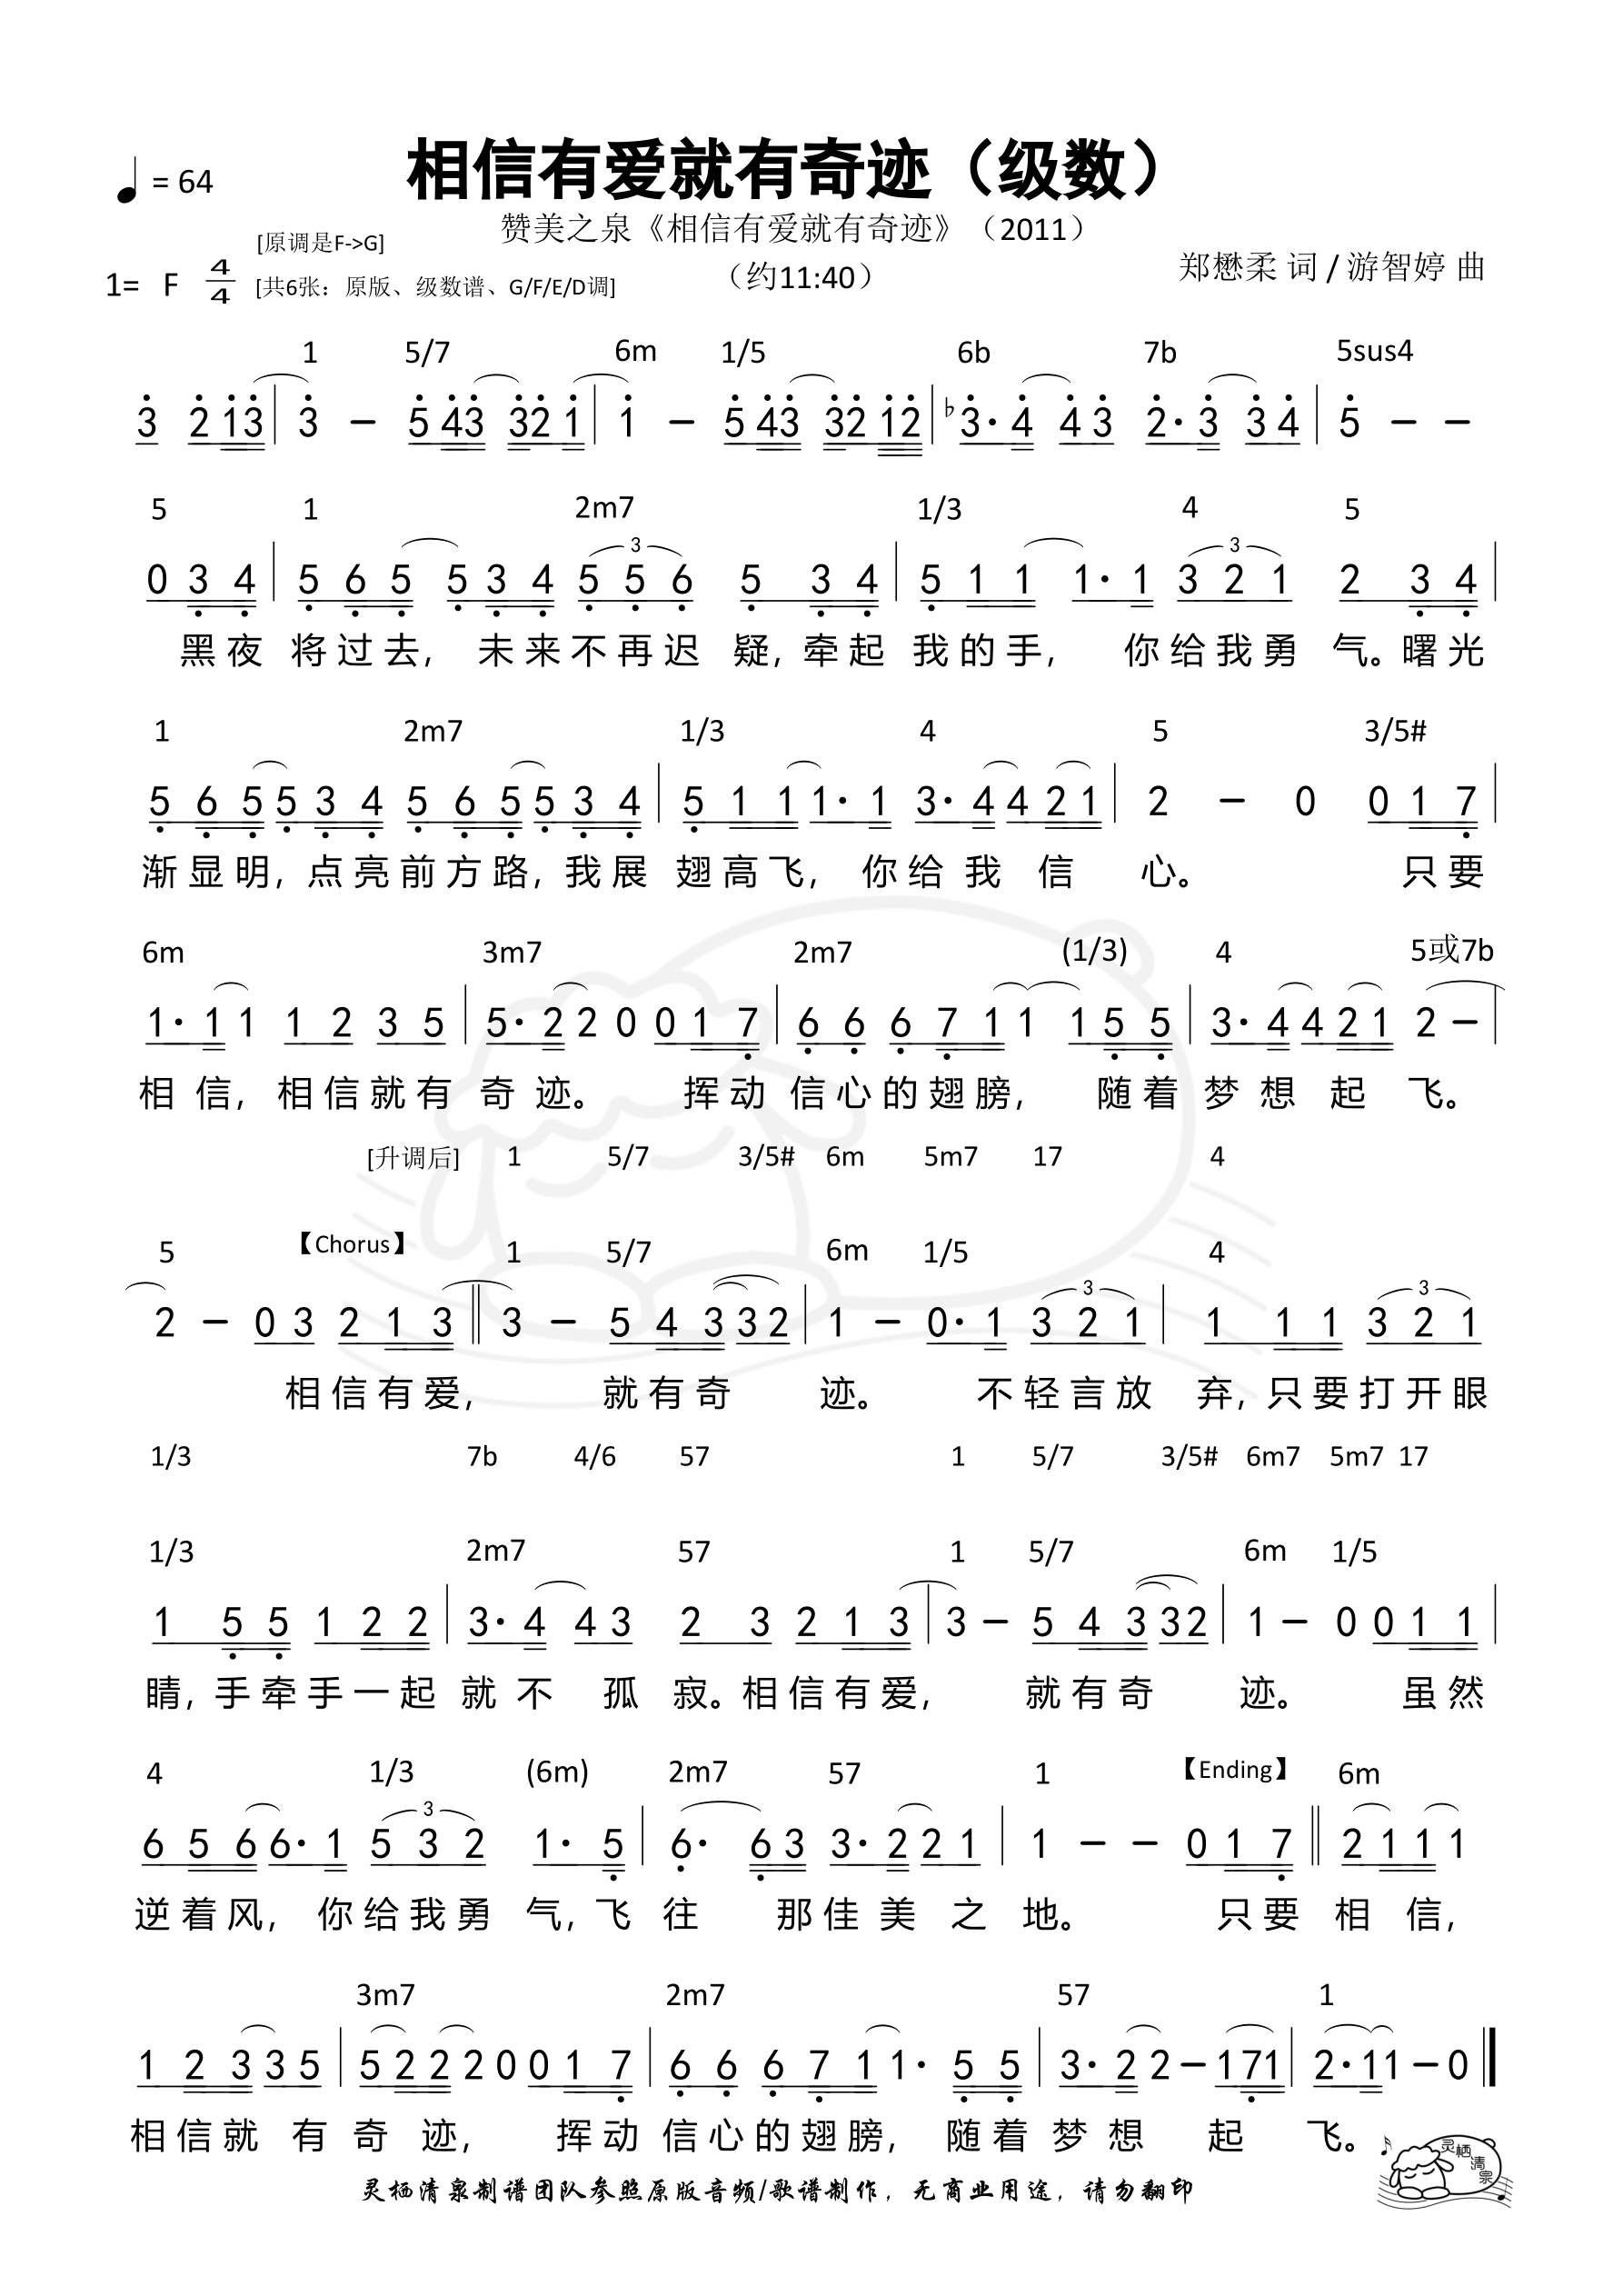 相信有爱就有奇迹（级数）
= 64
赞美之泉《相信有爱就有奇迹》（2011）
[原调是F->G]
1= F 4/4 [共6张：原版、级数谱、G/F/E/D调]
（约11:40）
郑懋柔 词 / 游智婷 曲
1 5/7 6m 1/5 6b 7b 5sus4
3 2 1 3 | 3 － 5 4 3 3 2 1 | 1 － 5 4 3 3 2 1 2 | ♭3· 4 4 3 2· 3 3 4 | 5 － －
5 1 2m7 1/3 4 5
0 3 4 | 5 6 5 5 3 4 5 5 6 5 3 4 | 5 1 1 1· 1 3 2 1 2 3 4 |
黑夜 将过去， 未来不再迟 疑，牵起 我的手， 你给我勇 气。曙光
1 2m7 1/3 4 5 3/5#
5 6 5 5 3 4 5 6 5 5 3 4 | 5 1 1 1· 1 3· 4 4 2 1 | 2 － 0 0 1 7 |
渐显明，点亮前方路，我展 翅高飞， 你给我 信 心。 只要
6m 3m7 2m7 (1/3) 4 5或7b
1· 1 1 1 2 3 5 | 5· 2 2 0 0 1 7 | 6 6 6 7 1 1 1 5 5 | 3· 4 4 2 1 2 － |
相 信， 相信就有 奇 迹。 挥动 信心的翅膀， 随着 梦 想 起 飞。
[升调后] 1 5/7 3/5# 6m 5m7 17 4
5 【Chorus】 1 5/7 6m 1/5 4
2 － 0 3 2 1 3 ‖ 3 － 5 4 3 3 2 | 1 － 0· 1 3 2 1 | 1 1 1 3 2 1
相信有爱， 就有奇 迹。 不轻言放 弃，只要打开眼
1/3 7b 4/6 57 1 5/7 3/5# 6m7 5m7 17
1/3 2m7 57 1 5/7 6m 1/5
1 5 5 1 2 2 | 3· 4 4 3 2 3 2 1 3 | 3 － 5 4 3 3 2 | 1 － 0 0 1 1 |
睛，手牵手一起 就 不 孤 寂。相信有爱， 就有奇 迹。 虽然
4 1/3 (6m) 2m7 57 1 【Ending】 6m
6 5 6 6· 1 5 3 2 1· 5 | 6· 6 3 3· 2 2 1 | 1 － － 0 1 7 ‖ 2 1 1 1
逆着风， 你给我勇 气，飞 往 那佳 美 之 地。 只要 相 信，
3m7 2m7 57 1
1 2 3 3 5 | 5 2 2 2 0 0 1 7 | 6 6 6 7 1 1· 5 5 | 3· 2 2 － 1 7 1 | 2· 1 1 － 0 ‖
相信就 有 奇 迹， 挥动 信心的翅膀， 随着 梦 想 起 飞。
灵栖清泉制谱团队参照原版音频/歌谱制作，无商业用途，请勿翻印
灵栖清泉